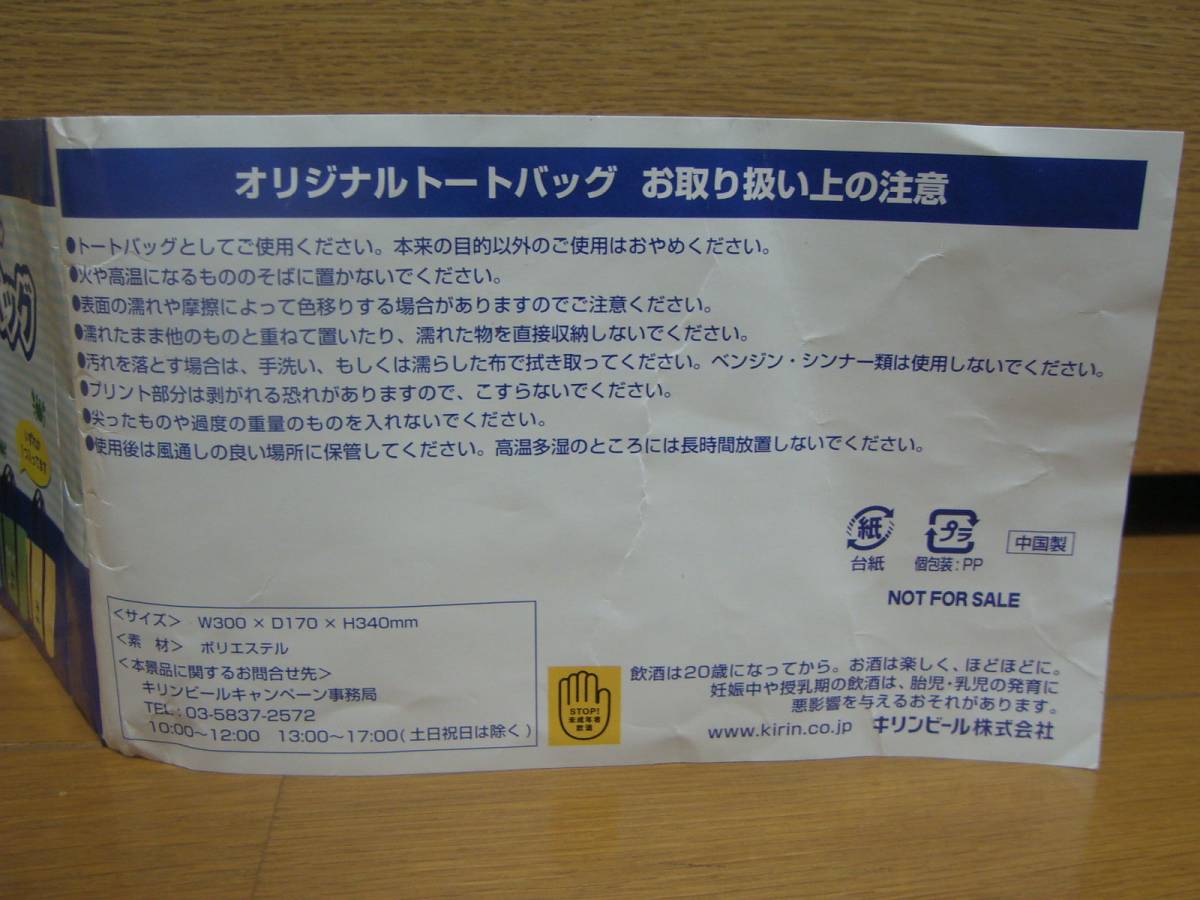 ッグ
いずれか
1つ入ってます
オリジナルトートバッグ お取り扱い上の注意
●トートバッグとしてご使用ください。本来の目的以外のご使用はおやめください。
●火や高温になるもののそばに置かないでください。
●表面の濡れや摩擦によって色移りする場合がありますのでご注意ください。
●濡れたまま他のものと重ねて置いたり、濡れた物を直接収納しないでください。
●汚れを落とす場合は、手洗い、もしくは濡らした布で拭き取ってください。ベンジン・シンナー類は使用しないでください。
●プリント部分は剥がれる恐れがありますので、こすらないでください。
●尖ったものや過度の重量のものを入れないでください。
●使用後は風通しの良い場所に保管してください。高温多湿のところには長時間放置しないでください。
紙
台紙
プラ
個包装:PP
中国製
NOT FOR SALE
<サイズ> W300 × D170 × H340mm
<素 材> ポリエステル
<本景品に関するお問合せ先>
キリンビールキャンペーン事務局
TEL:03-5837-2572
10:00~12:00 13:00~17:00(土日祝日は除く)
STOP!
未成年者
飲酒
飲酒は20歳になってから。お酒は楽しく、ほどほどに。
妊娠中や授乳期の飲酒は、胎児・乳児の発育に
悪影響を与えるおそれがあります。
www.kirin.co.jp キリンビール株式会社